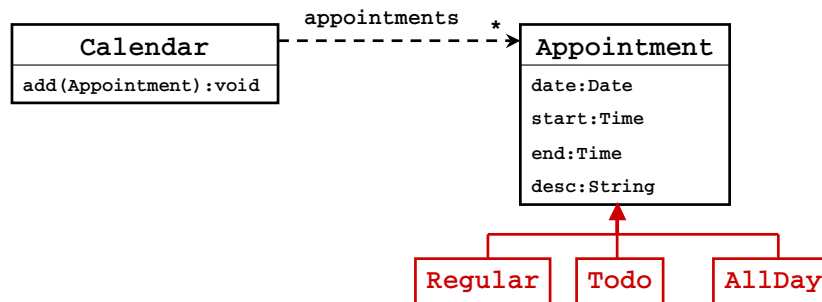 appointments
*
Calendar
add(Appointment):void
Appointment
date:Date
start:Time
end:Time
desc:String
Regular
Todo
AllDay